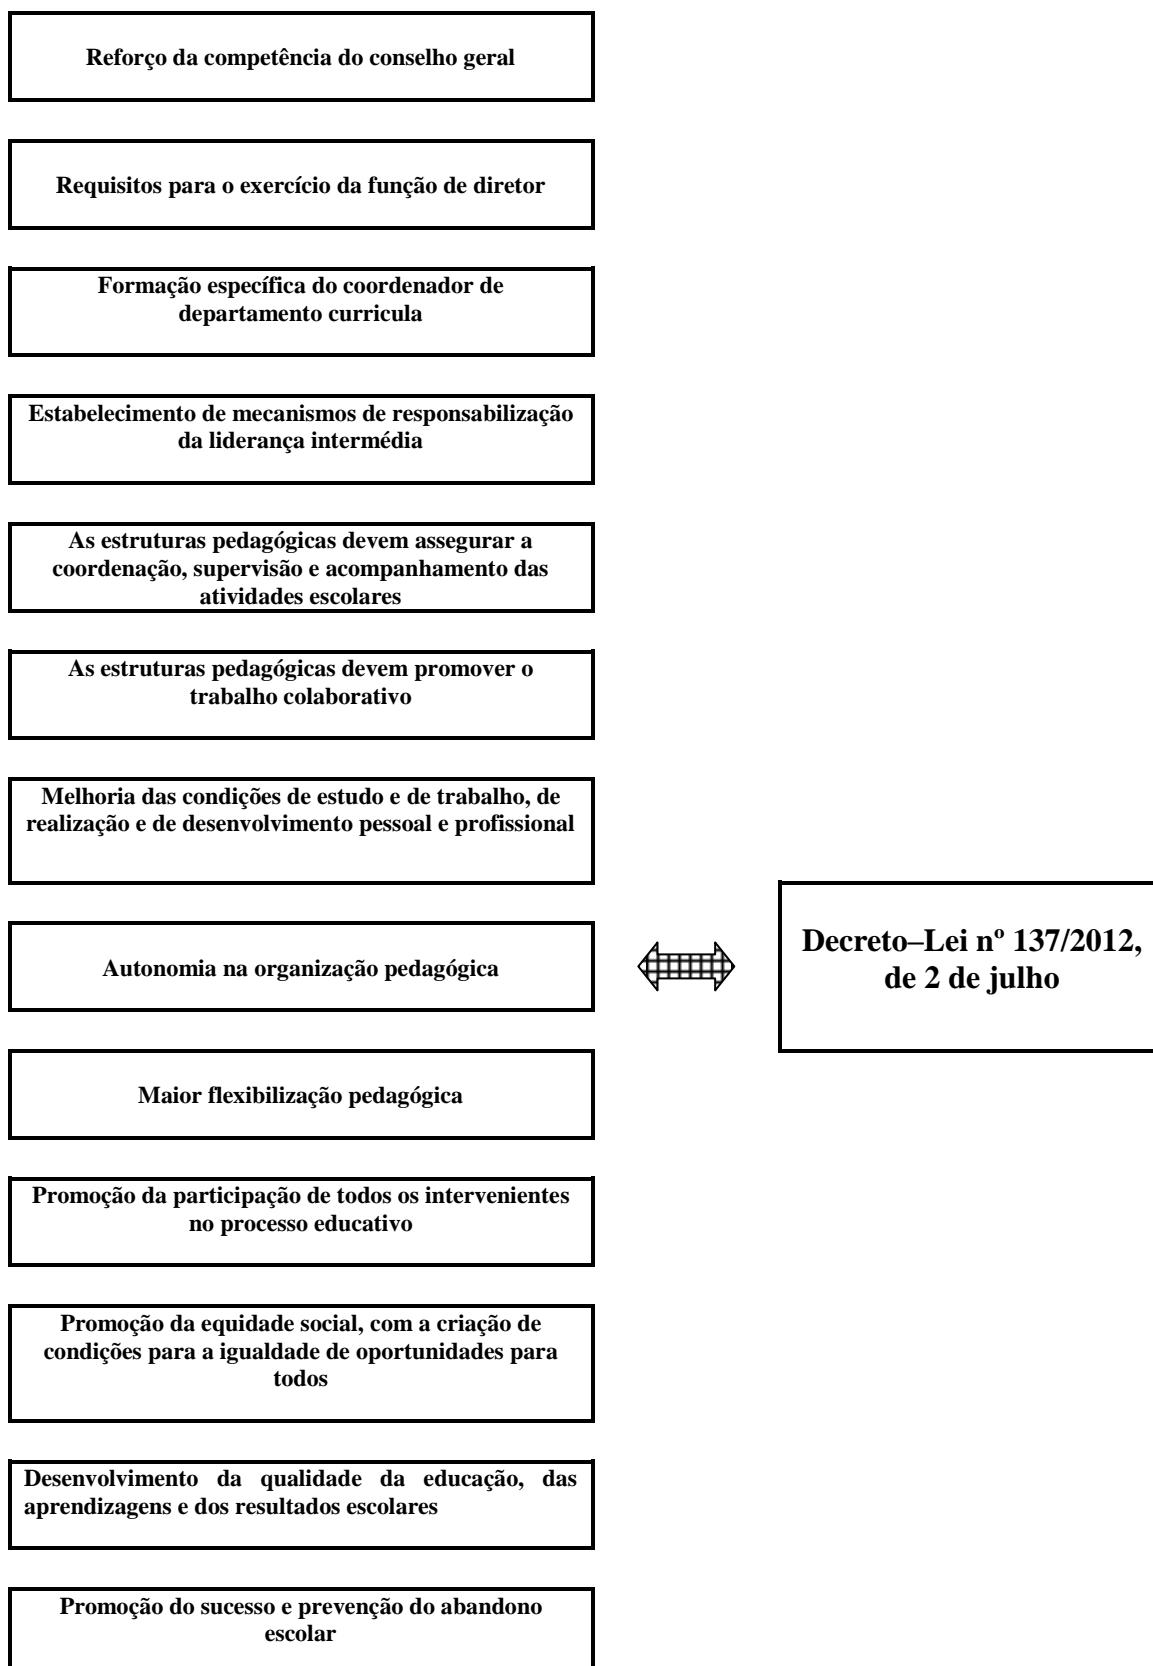 Reforço da competência do conselho geral
Requisitos para o exercício da função de diretor
Formação específica do coordenador de
departamento curricula
Estabelecimento de mecanismos de responsabilização
da liderança intermédia
As estruturas pedagógicas devem assegurar a
coordenação, supervisão e acompanhamento das
atividades escolares
As estruturas pedagógicas devem promover o
trabalho colaborativo
Melhoria das condições de estudo e de trabalho, de
realização e de desenvolvimento pessoal e profissional
Autonomia na organização pedagógica
Decreto–Lei nº 137/2012,
de 2 de julho
Maior flexibilização pedagógica
Promoção da participação de todos os intervenientes
no processo educativo
Promoção da equidade social, com a criação de
condições para a igualdade de oportunidades para
todos
Desenvolvimento da qualidade da educação, das
aprendizagens e dos resultados escolares
Promoção do sucesso e prevenção do abandono
escolar